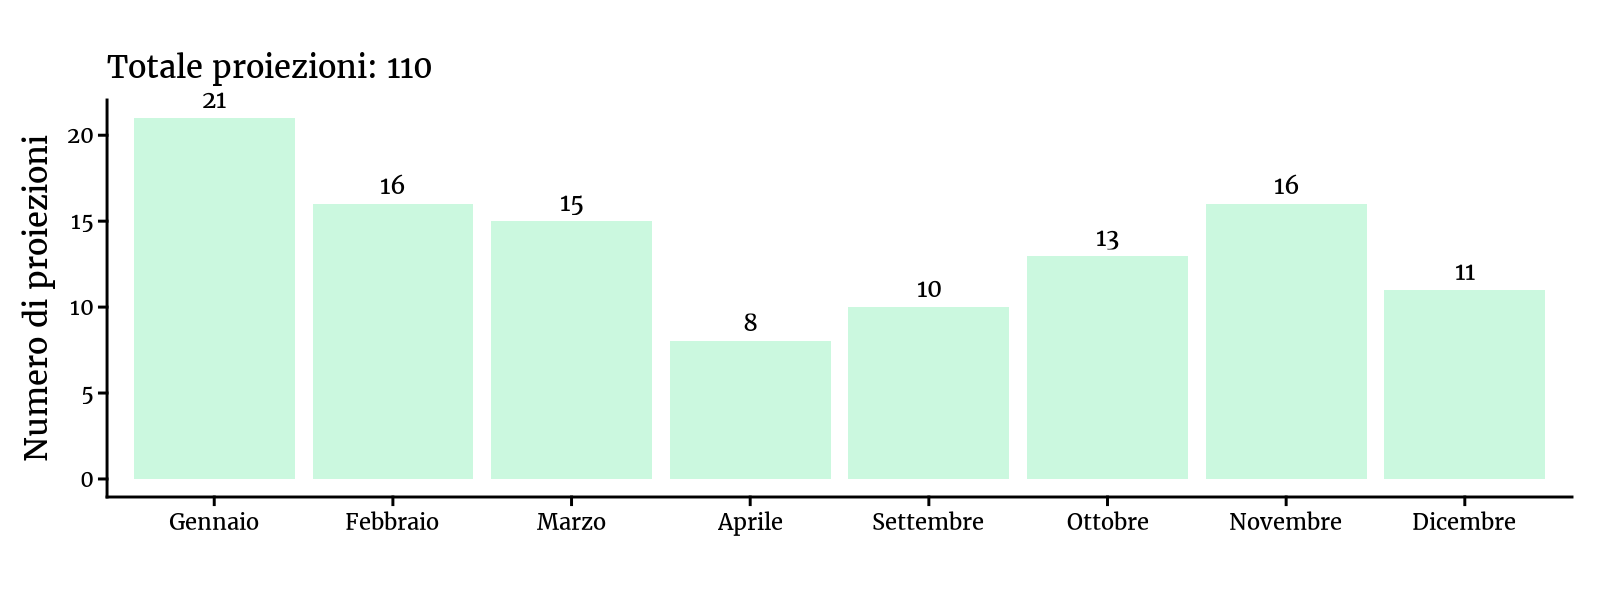 Totale proiezioni: 110
Numero di proiezioni
20
15
10
5
0
21
16
15
8
10
13
16
11
Gennaio
Febbraio
Marzo
Aprile
Settembre
Ottobre
Novembre
Dicembre